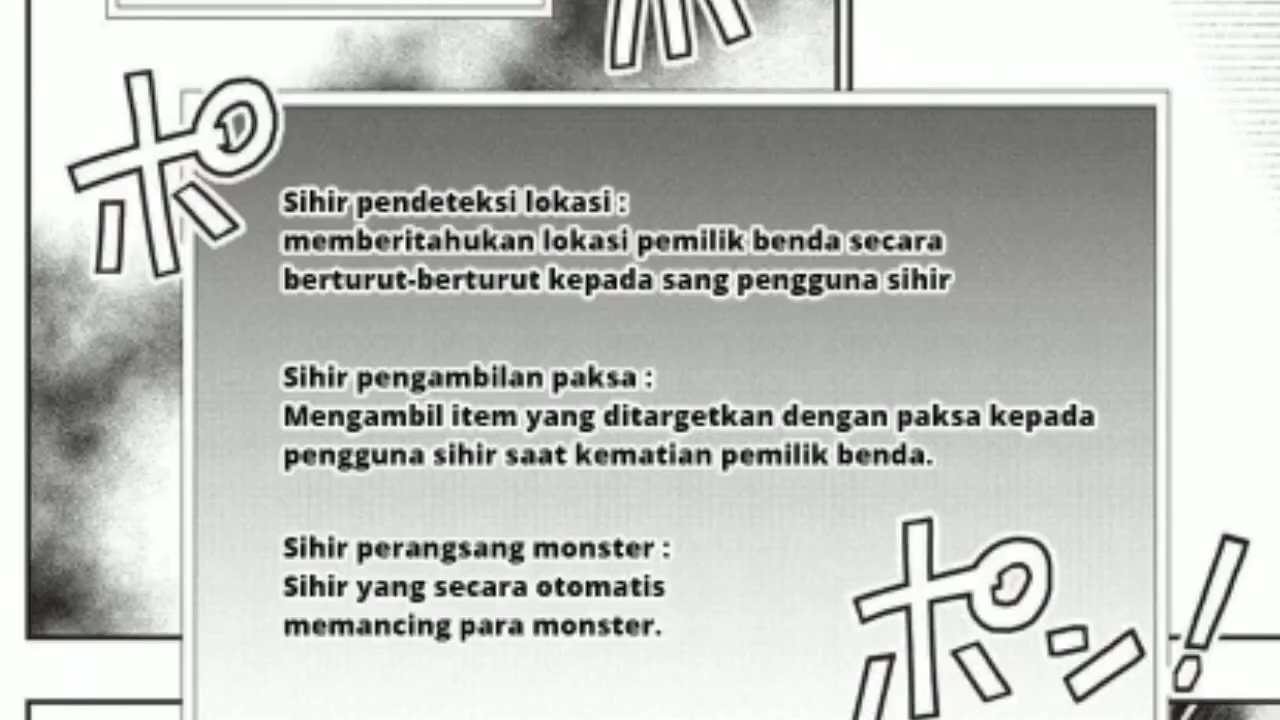 ポ
Sihir pendeteksi lokasi :
memberitahukan lokasi pemilik benda secara
berturut-berturut kepada sang pengguna sihir
Sihir pengambilan paksa :
Mengambil item yang ditargetkan dengan paksa kepada
pengguna sihir saat kematian pemilik benda.
Sihir perangsang monster :
Sihir yang secara otomatis
memancing para monster.
ポン!